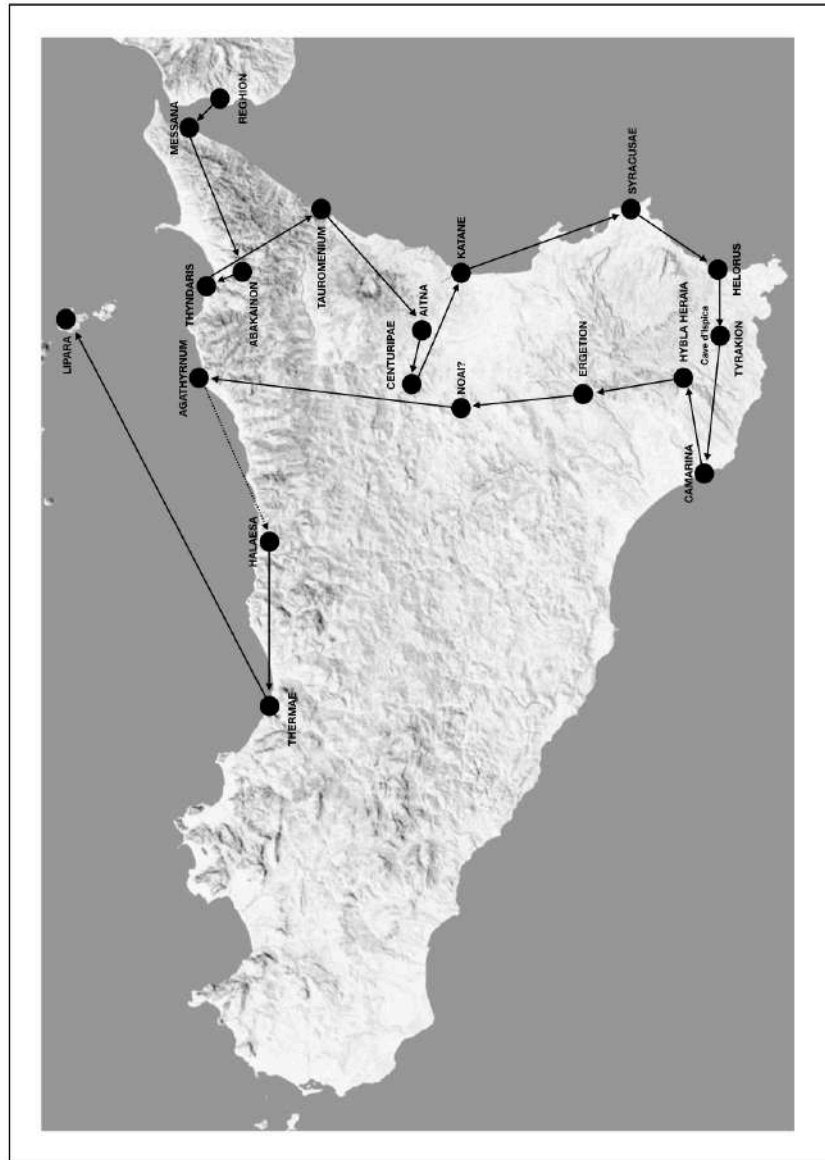 REGHION
MESSANA
LIPARA
THYNDARIS
ABAKAINON
TAUROMENIUM
AGATHYRNUM
AITNA
CENTURIPAE
KATANE
NOAI?
SYRACUSAE
HELORUS
ERGETION
HYBLA HERAIA
Cave d'Ispica
TYRAKION
CAMARINA
HALAESA
THERMAE